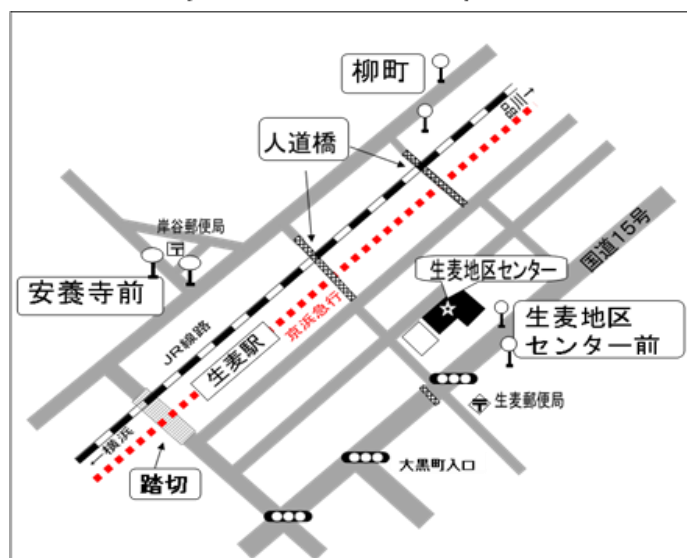 柳町
品川→
人道橋
岸谷郵便局
国道15号
安養寺前
生麦地区センター
京浜急行
生麦地区
センター前
JR線路
生麦駅
生麦郵便局
←横浜
踏切
大黒町入口